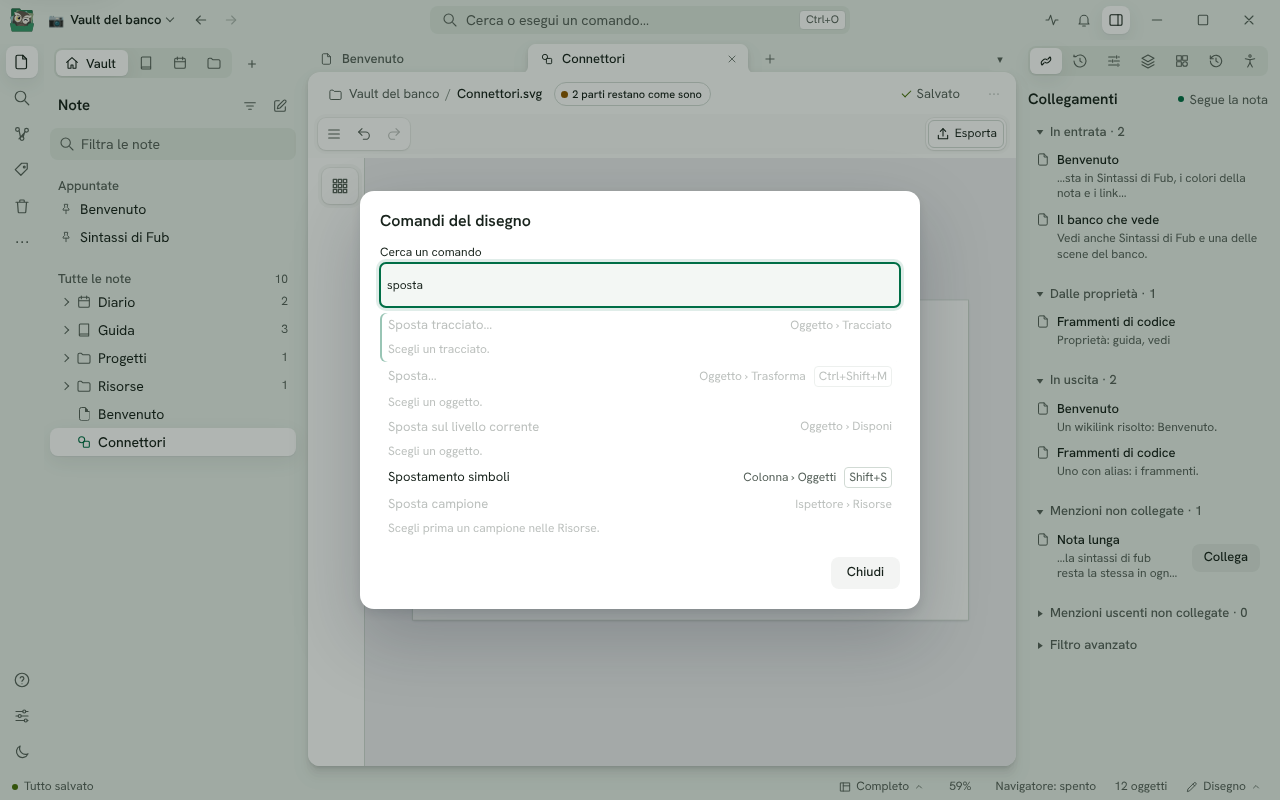 Vault del banco
Cerca o esegui un comando...
Ctrl+O
Vault
Benvenuto
Connettori
Note
Filtra le note
Appuntate
Benvenuto
Sintassi di Fub
Tutte le note 10
Diario 2
Guida 3
Progetti 1
Risorse 1
Benvenuto
Connettori
Vault del banco / Connettori.svg
2 parti restano come sono
Salvato
Esporta
Comandi del disegno
Cerca un comando
sposta
Sposta tracciato... Oggetto › Tracciato
Scegli un tracciato.
Sposta... Oggetto › Trasforma Ctrl+Shift+M
Scegli un oggetto.
Sposta sul livello corrente Oggetto › Disponi
Scegli un oggetto.
Spostamento simboli Colonna › Oggetti Shift+S
Sposta campione Ispettore › Risorse
Scegli prima un campione nelle Risorse.
Chiudi
Collegamenti
Segue la nota
In entrata · 2
Benvenuto
...sta in Sintassi di Fub, i colori della
nota e i link...
Il banco che vede
Vedi anche Sintassi di Fub e una delle
scene del banco.
Dalle proprietà · 1
Frammenti di codice
Proprietà: guida, vedi
In uscita · 2
Benvenuto
Un wikilink risolto: Benvenuto.
Frammenti di codice
Uno con alias: i frammenti.
Menzioni non collegate · 1
Nota lunga
...la sintassi di fub
resta la stessa in ogn...
Collega
Menzioni uscenti non collegate · 0
Filtro avanzato
Tutto salvato
Completo
59%
Navigatore: spento
12 oggetti
Disegno